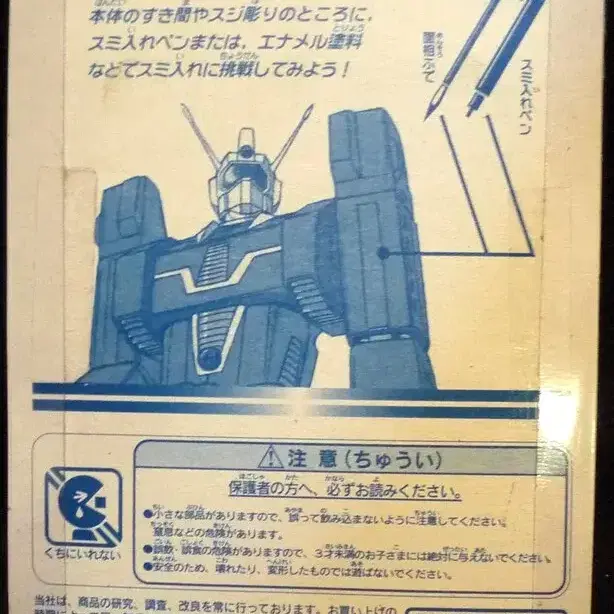 本体のすき間やスジ彫りのところに、
スミ入れペンまたは、エナメル塗料
などでスミ入れに挑戦してみよう！
面相ふで
スミ入れペン
⚠注意(ちゅうい)
保護者の方へ、必ずお読みください。
●小さな部品がありますので、誤って飲み込まないように注意してください。
窒息などの危険があります。
●誤飲・誤食の危険がありますので、3才未満のお子さまには絶対に与えないでください。
●安全のため、壊れたり、変形したものでは遊ばないでください。
くちにいれない
当社は、商品の研究、調査、改良を常に行っております。お買い上げの